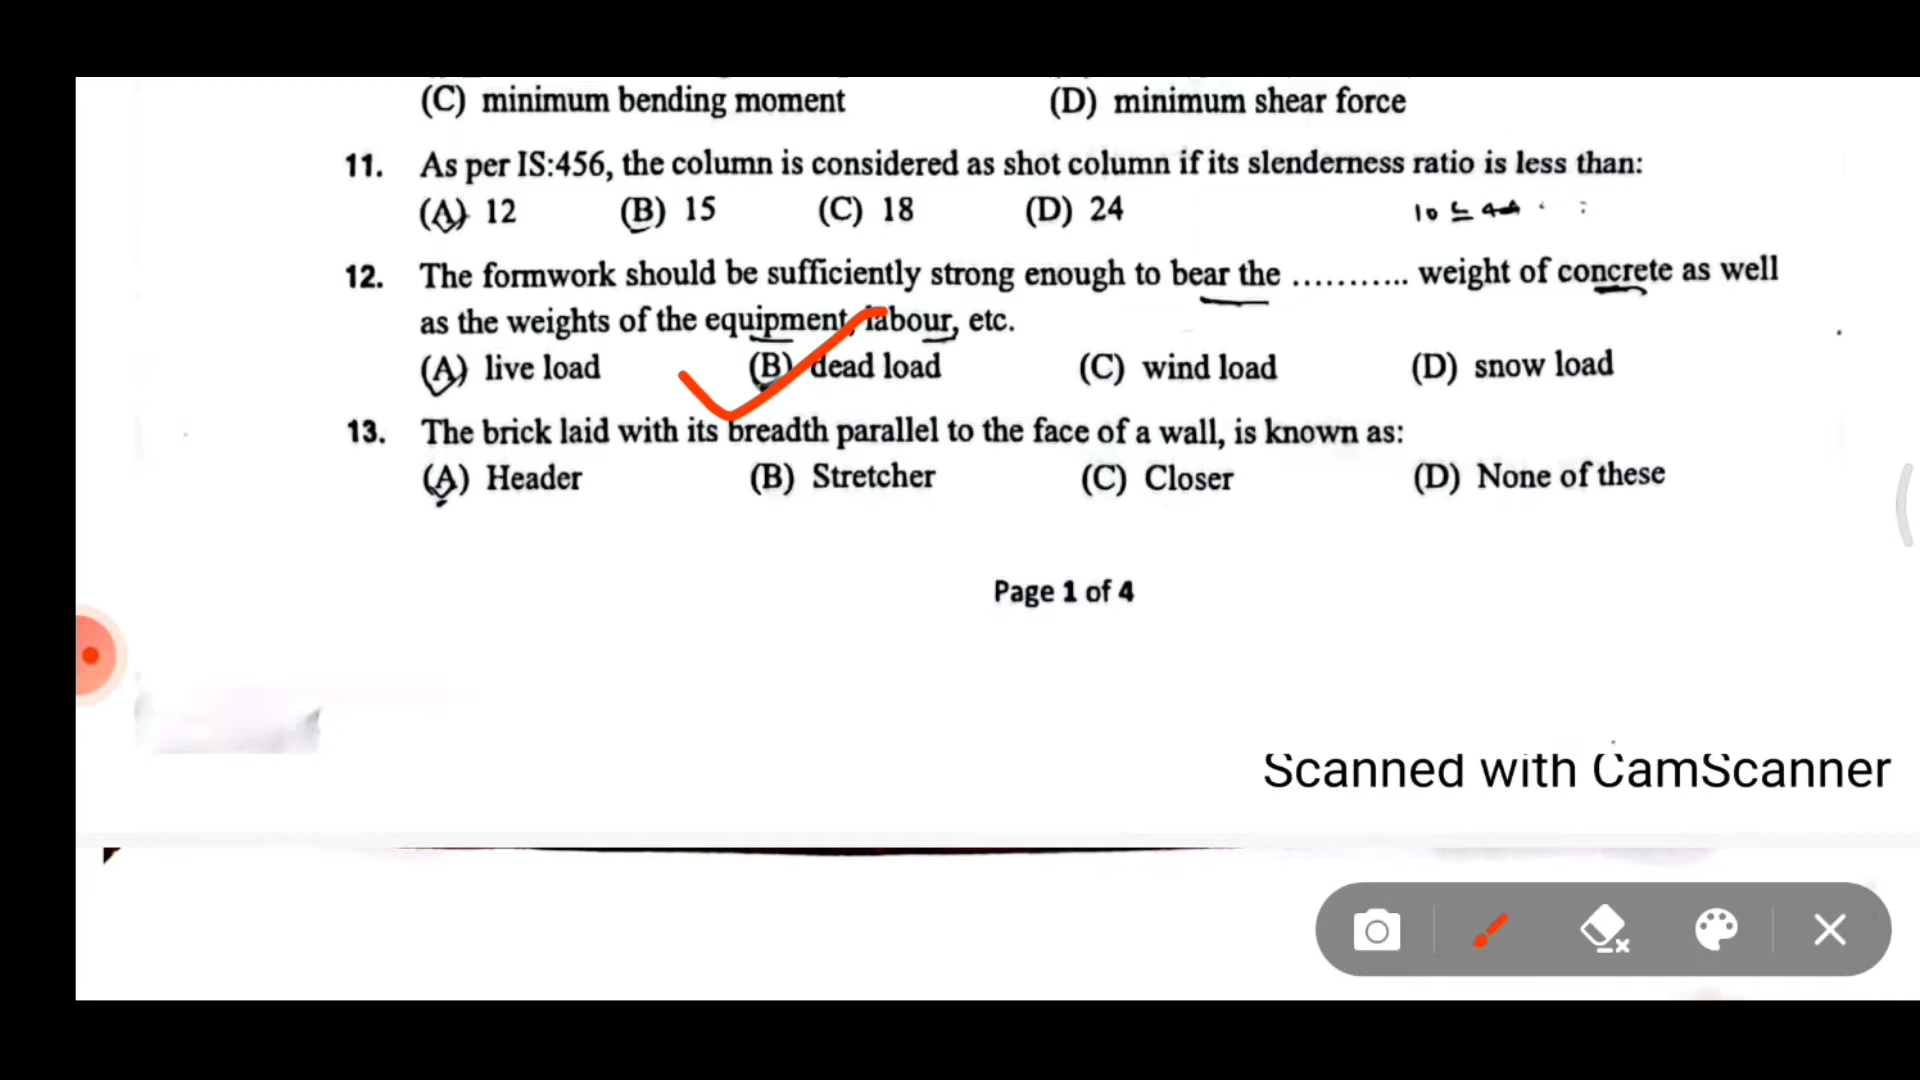 (C) minimum bending moment (D) minimum shear force
11. As per IS:456, the column is considered as shot column if its slenderness ratio is less than:
(A) 12 (B) 15 (C) 18 (D) 24
12. The formwork should be sufficiently strong enough to bear the ........... weight of concrete as well
as the weights of the equipment, labour, etc.
(A) live load (B) dead load (C) wind load (D) snow load
13. The brick laid with its breadth parallel to the face of a wall, is known as:
(A) Header (B) Stretcher (C) Closer (D) None of these
Page 1 of 4
Scanned with CamScanner